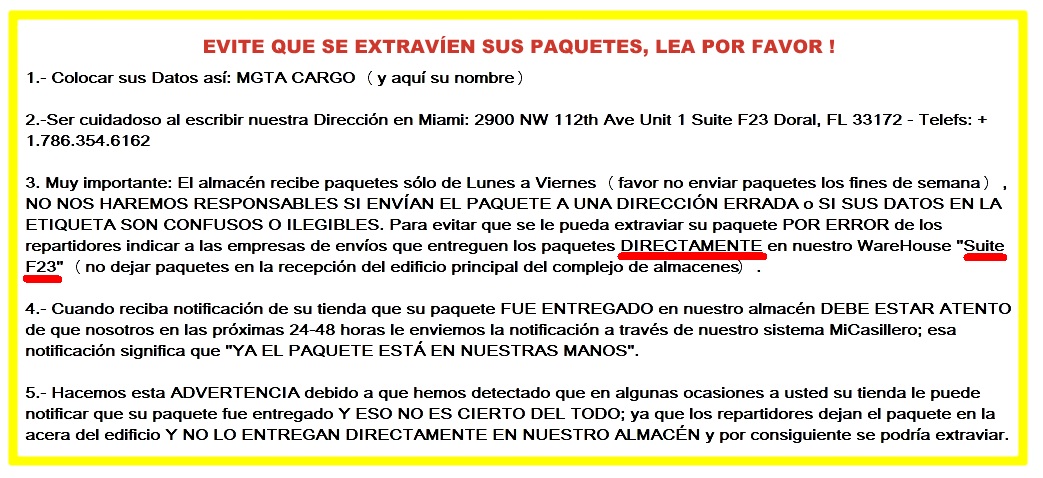 EVITE QUE SE EXTRAVÍEN SUS PAQUETES, LEA POR FAVOR !
1.- Colocar sus Datos así: MGTA CARGO ( y aquí su nombre)
2.-Ser cuidadoso al escribir nuestra Dirección en Miami: 2900 NW 112th Ave Unit 1 Suite F23 Doral, FL 33172 - Telefs: +
1.786.354.6162
3. Muy importante: El almacén recibe paquetes sólo de Lunes a Viernes ( favor no enviar paquetes los fines de semana) ,
NO NOS HAREMOS RESPONSABLES SI ENVÍAN EL PAQUETE A UNA DIRECCIÓN ERRADA o SI SUS DATOS EN LA
ETIQUETA SON CONFUSOS O ILEGIBLES. Para evitar que se le pueda extraviar su paquete POR ERROR de los
repartidores indicar a las empresas de envíos que entreguen los paquetes DIRECTAMENTE en nuestro WareHouse "Suite
F23" ( no dejar paquetes en la recepción del edificio principal del complejo de almacenes) .
4.- Cuando reciba notificación de su tienda que su paquete FUE ENTREGADO en nuestro almacén DEBE ESTAR ATENTO
de que nosotros en las próximas 24-48 horas le enviemos la notificación a través de nuestro sistema MiCasillero; esa
notificación significa que "YA EL PAQUETE ESTÁ EN NUESTRAS MANOS".
5.- Hacemos esta ADVERTENCIA debido a que hemos detectado que en algunas ocasiones a usted su tienda le puede
notificar que su paquete fue entregado Y ESO NO ES CIERTO DEL TODO; ya que los repartidores dejan el paquete en la
acera del edificio Y NO LO ENTREGAN DIRECTAMENTE EN NUESTRO ALMACÉN y por consiguiente se podría extraviar.